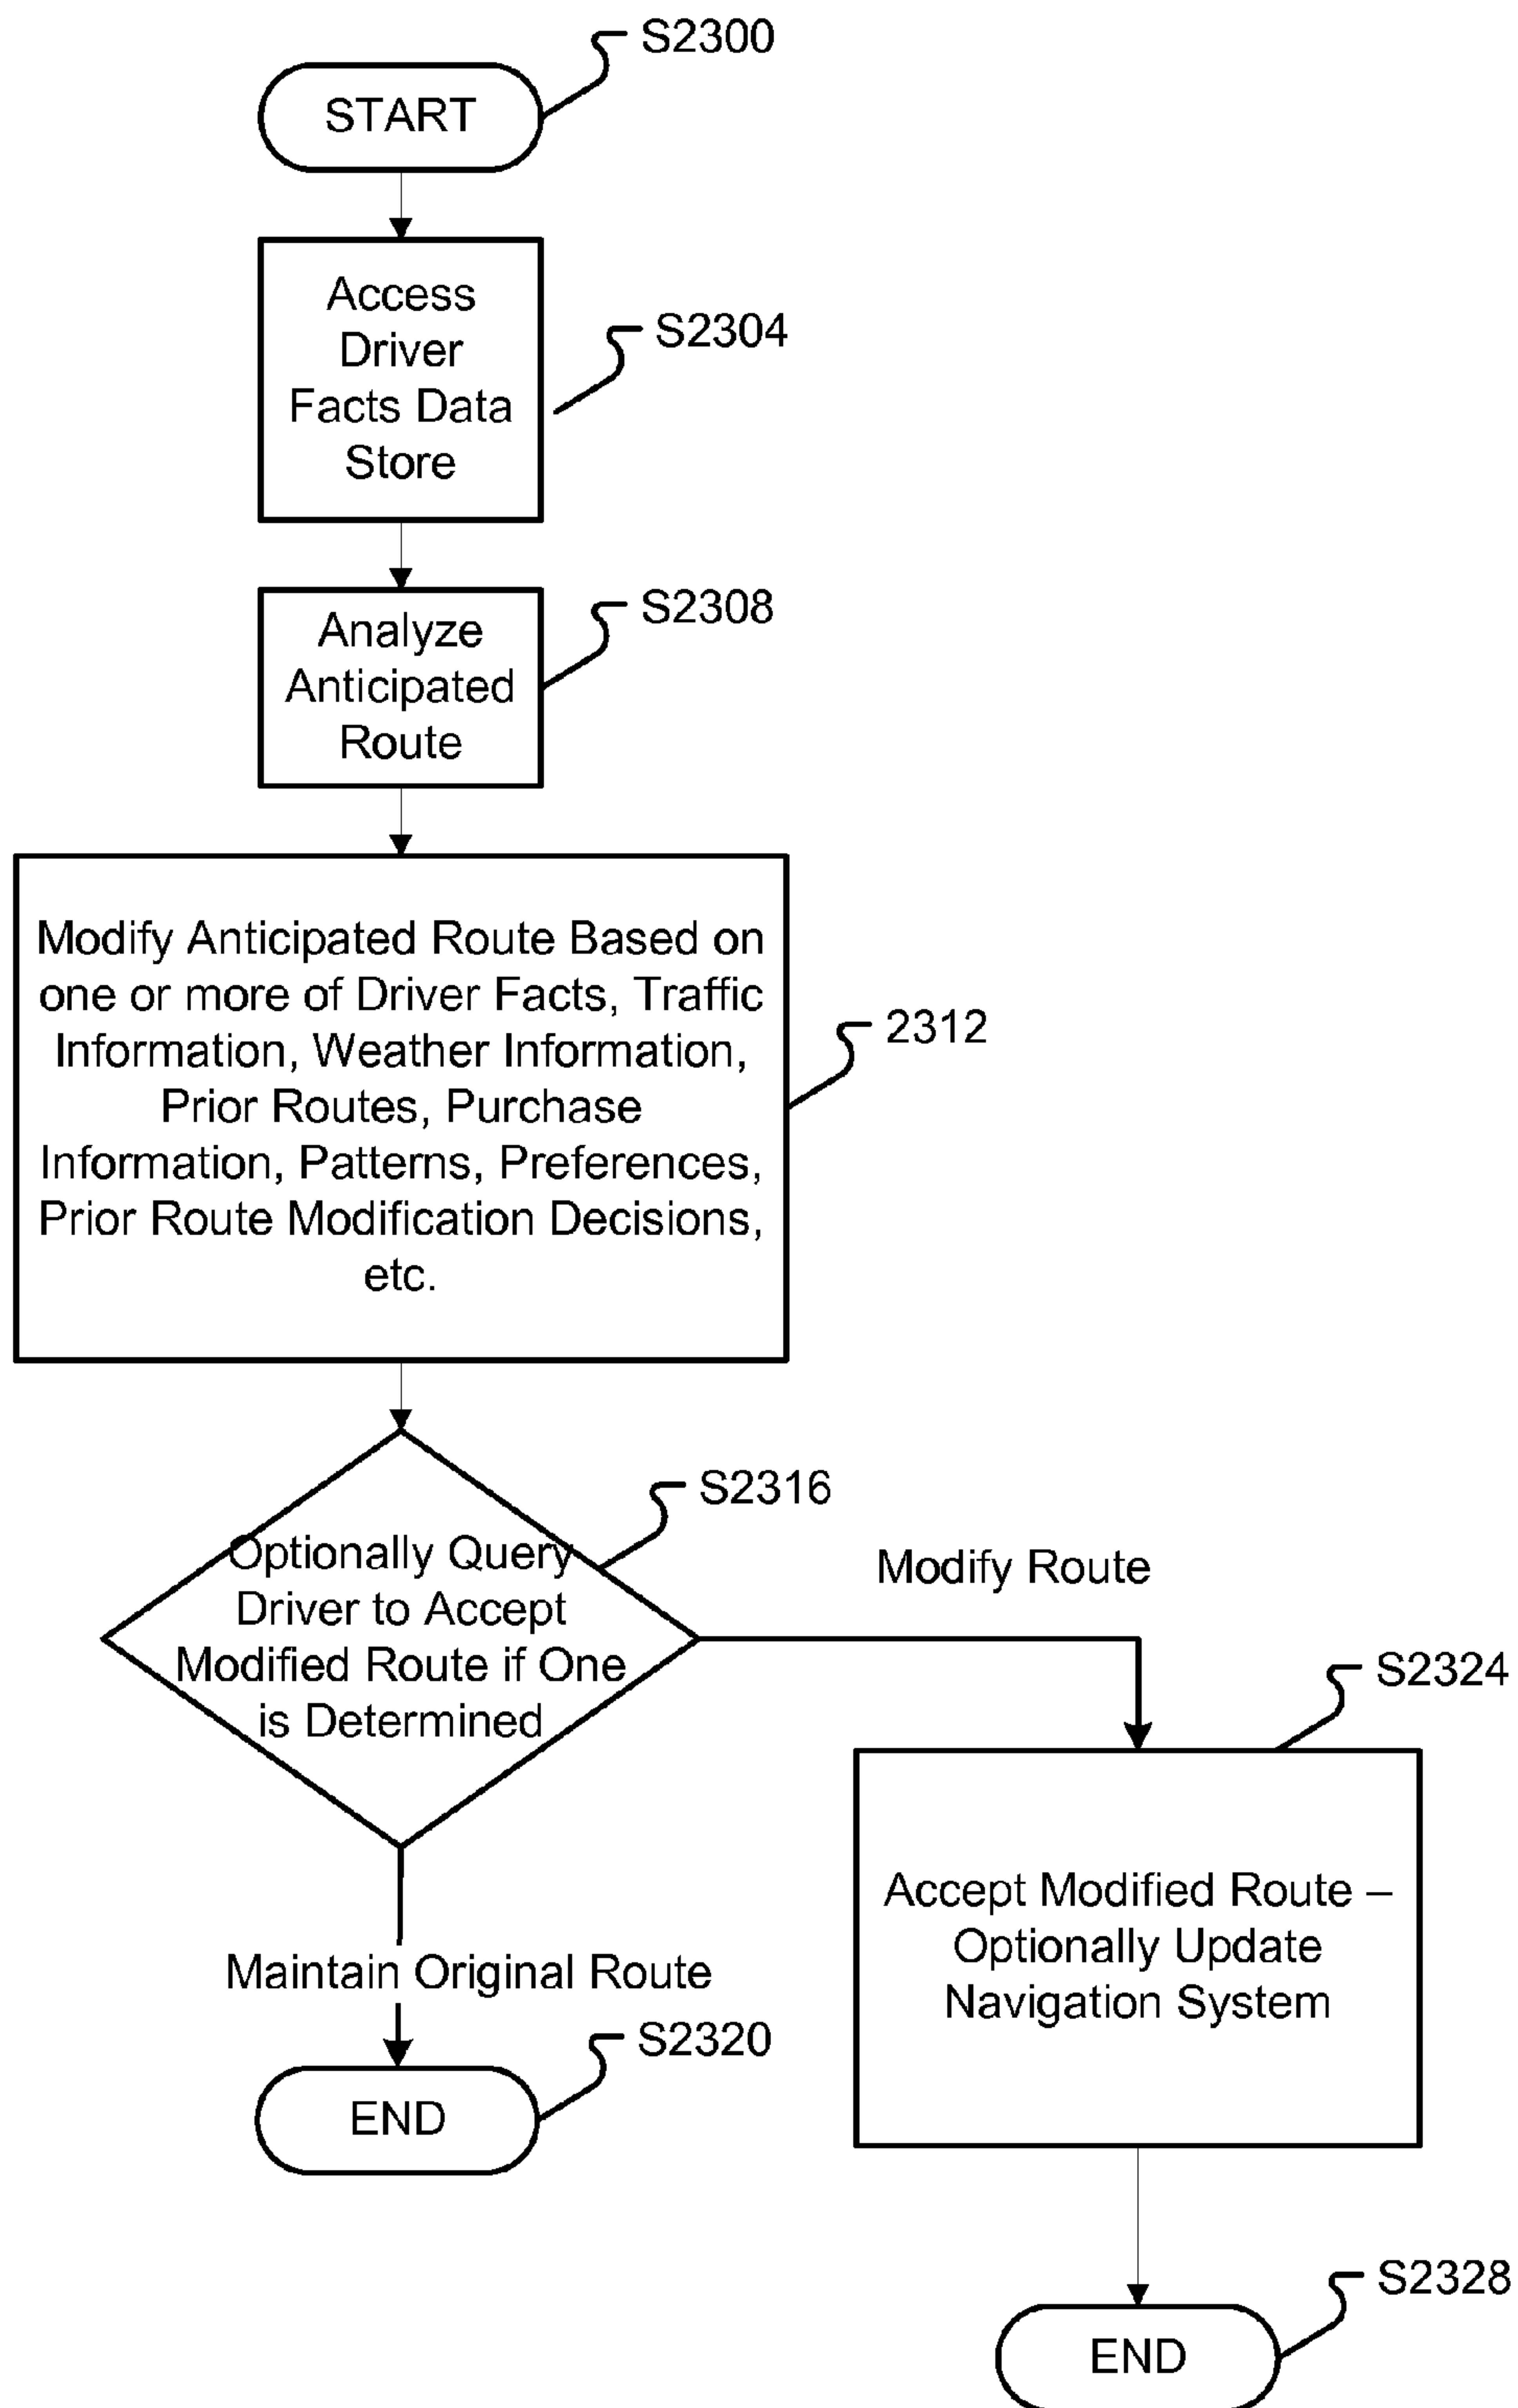 S2300
START
Access
Driver
Facts Data
Store
S2304
Analyze
Anticipated
Route
S2308
Modify Anticipated Route Based on
one or more of Driver Facts, Traffic
Information, Weather Information,
Prior Routes, Purchase
Information, Patterns, Preferences,
Prior Route Modification Decisions,
etc.
2312
Optionally Query
Driver to Accept
Modified Route if One
is Determined
S2316
Modify Route
S2324
Accept Modified Route –
Optionally Update
Navigation System
Maintain Original Route
S2320
END
S2328
END